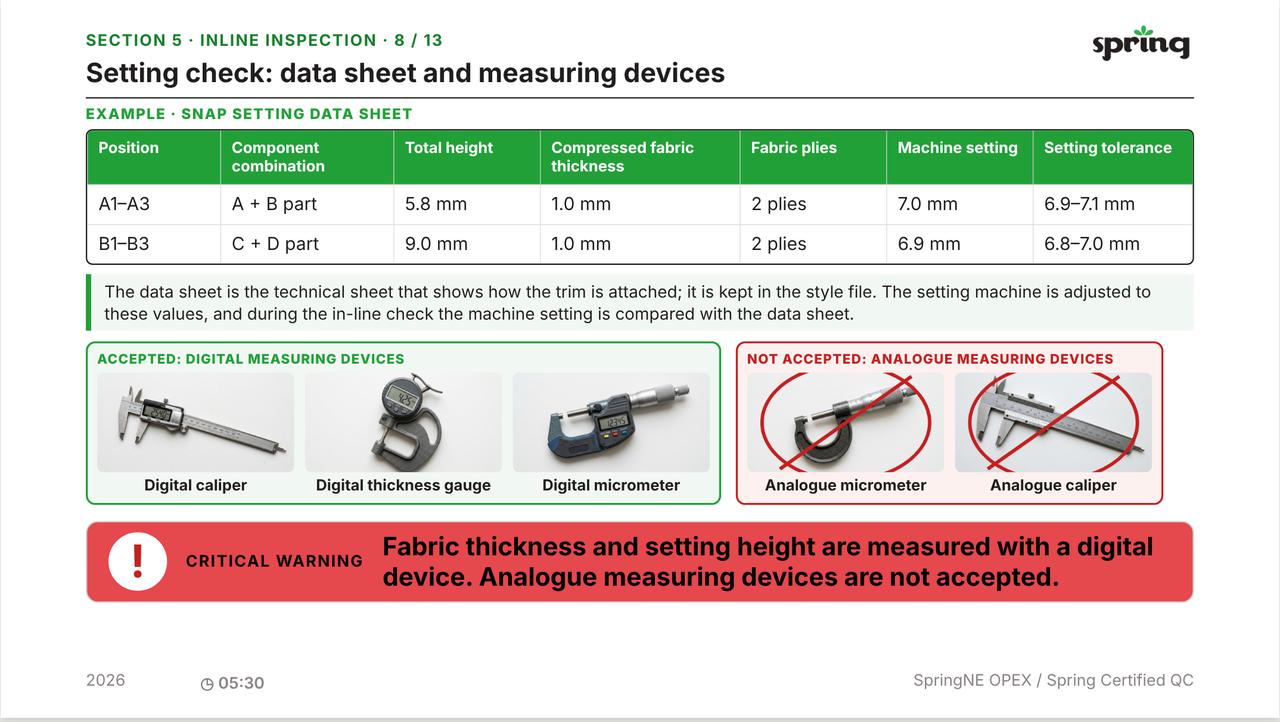 SECTION 5 · INLINE INSPECTION · 8 / 13
spring
Setting check: data sheet and measuring devices
EXAMPLE · SNAP SETTING DATA SHEET
Position Component combination Total height Compressed fabric thickness Fabric plies Machine setting Setting tolerance
A1–A3 A + B part 5.8 mm 1.0 mm 2 plies 7.0 mm 6.9–7.1 mm
B1–B3 C + D part 9.0 mm 1.0 mm 2 plies 6.9 mm 6.8–7.0 mm
The data sheet is the technical sheet that shows how the trim is attached; it is kept in the style file. The setting machine is adjusted to
these values, and during the in-line check the machine setting is compared with the data sheet.
ACCEPTED: DIGITAL MEASURING DEVICES
Digital caliper
Digital thickness gauge
Digital micrometer
NOT ACCEPTED: ANALOGUE MEASURING DEVICES
Analogue micrometer
Analogue caliper
! CRITICAL WARNING
Fabric thickness and setting height are measured with a digital
device. Analogue measuring devices are not accepted.
2026
05:30
SpringNE OPEX / Spring Certified QC